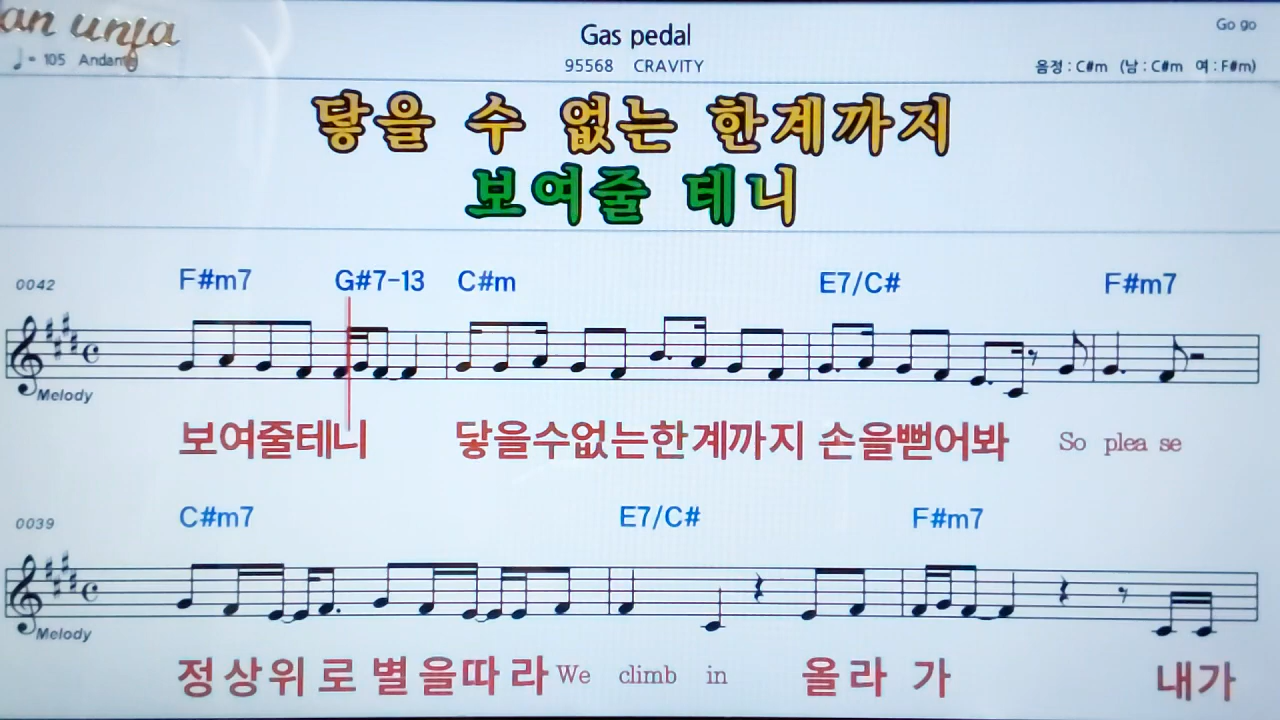 an unja
Go go
♩ = 105 Andante
Gas pedal
95568 CRAVITY
음정 : C#m (남 : C#m 여 : F#m)
닿을 수 없는 한계까지
보여줄 테니
0042 F#m7 G#7-13 C#m E7/C# F#m7
Melody
보여줄테니 닿을수없는한계까지 손을뻗어봐 So plea se
0039 C#m7 E7/C# F#m7
Melody
정상위로별을따라 We climb in 올라가 내가